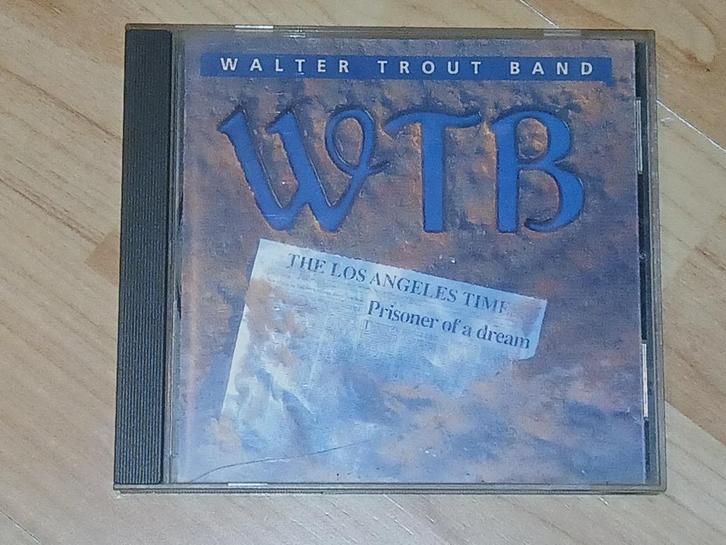 WALTER TROUT BAND
WTB
THE LOS ANGELES TIME
Prisoner of a dream